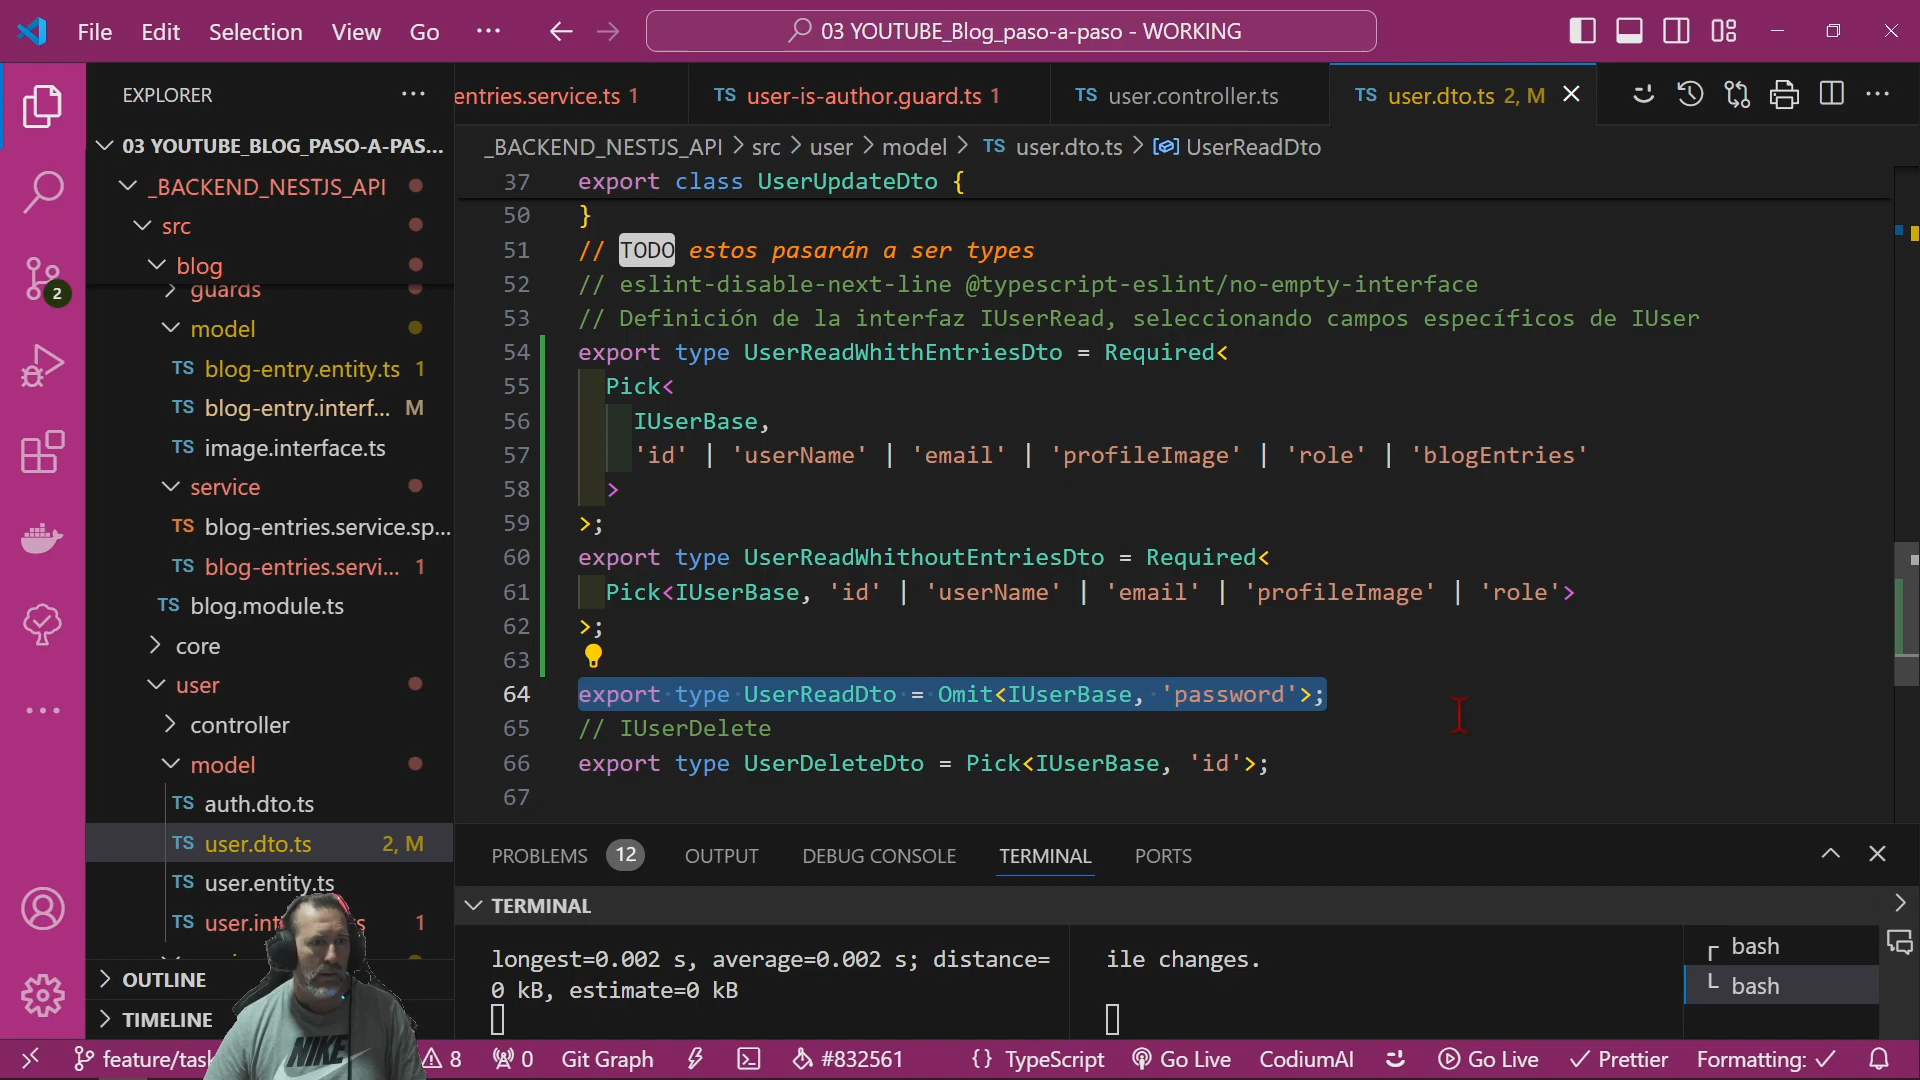 File Edit Selection View Go ··· 03 YOUTUBE_Blog_paso-a-paso - WORKING
EXPLORER ···
entries.service.ts 1 TS user-is-author.guard.ts 1 TS user.controller.ts TS user.dto.ts 2, M
_BACKEND_NESTJS_API > src > user > model > TS user.dto.ts > UserReadDto
03 YOUTUBE_BLOG_PASO-A-PAS...
_BACKEND_NESTJS_API
src
blog
guards
model
TS blog-entry.entity.ts 1
TS blog-entry.interf... M
TS image.interface.ts
service
TS blog-entries.service.sp...
TS blog-entries.servi... 1
TS blog.module.ts
core
user
controller
model
TS auth.dto.ts
TS user.dto.ts 2, M
TS user.entity.ts
TS user.int 1
OUTLINE
TIMELINE
2
37 export class UserUpdateDto {
50 }
51 // TODO estos pasarán a ser types
52 // eslint-disable-next-line @typescript-eslint/no-empty-interface
53 // Definición de la interfaz IUserRead, seleccionando campos específicos de IUser
54 export type UserReadWhithEntriesDto = Required<
55 Pick<
56 IUserBase,
57 'id' | 'userName' | 'email' | 'profileImage' | 'role' | 'blogEntries'
58 >
59 >;
60 export type UserReadWhithoutEntriesDto = Required<
61 Pick<IUserBase, 'id' | 'userName' | 'email' | 'profileImage' | 'role'>
62 >;
63
64 export type UserReadDto = Omit<IUserBase, 'password'>;
65 // IUserDelete
66 export type UserDeleteDto = Pick<IUserBase, 'id'>;
67
PROBLEMS 12 OUTPUT DEBUG CONSOLE TERMINAL PORTS
TERMINAL
longest=0.002 s, average=0.002 s; distance=
0 kB, estimate=0 kB
ile changes.
bash
bash
NIKE
feature/tas 8 0 Git Graph #832561 {} TypeScript Go Live CodiumAI Go Live Prettier Formatting: ✓